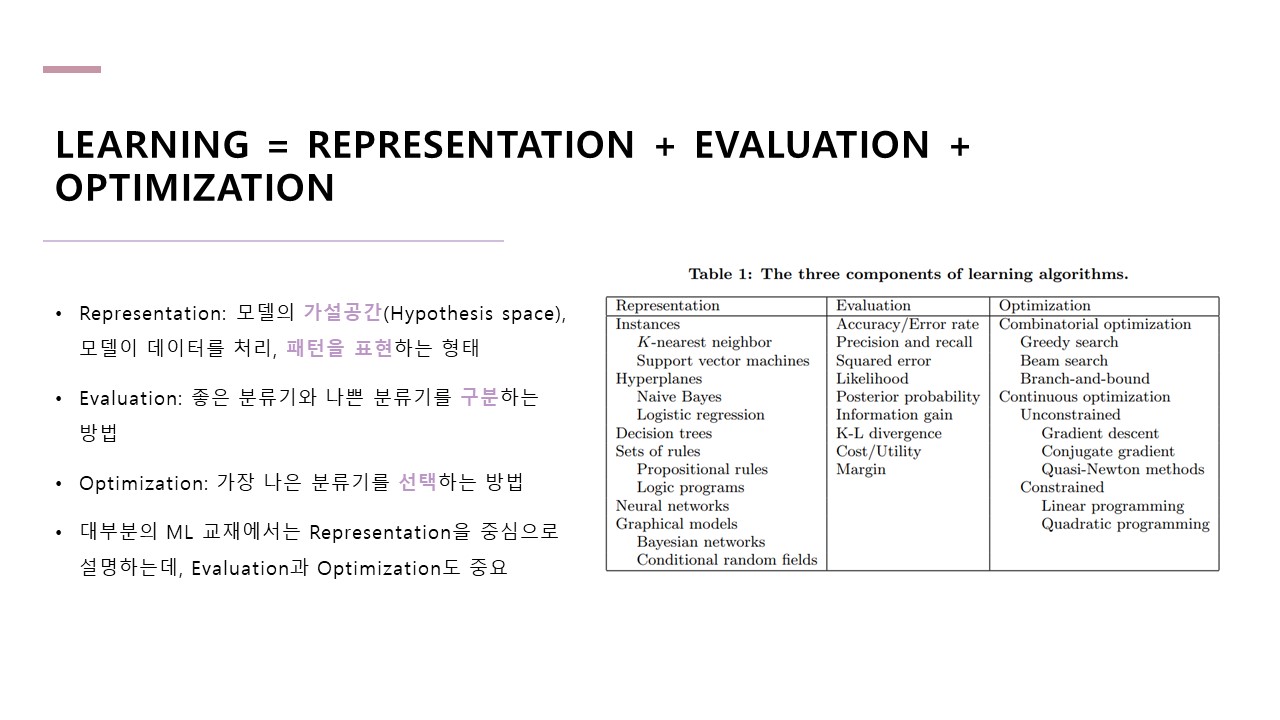 LEARNING = REPRESENTATION + EVALUATION +
OPTIMIZATION
• Representation: 모델의 가설공간(Hypothesis space),
모델이 데이터를 처리, 패턴을 표현하는 형태
• Evaluation: 좋은 분류기와 나쁜 분류기를 구분하는
방법
• Optimization: 가장 나은 분류기를 선택하는 방법
• 대부분의 ML 교재에서는 Representation을 중심으로
설명하는데, Evaluation과 Optimization도 중요
Table 1: The three components of learning algorithms.
Representation Evaluation Optimization
Instances Accuracy/Error rate Combinatorial optimization
K-nearest neighbor Precision and recall Greedy search
Support vector machines Squared error Beam search
Hyperplanes Likelihood Branch-and-bound
Naive Bayes Posterior probability Continuous optimization
Logistic regression Information gain Unconstrained
Decision trees K-L divergence Gradient descent
Sets of rules Cost/Utility Conjugate gradient
Propositional rules Margin Quasi-Newton methods
Logic programs Constrained
Neural networks Linear programming
Graphical models Quadratic programming
Bayesian networks
Conditional random fields